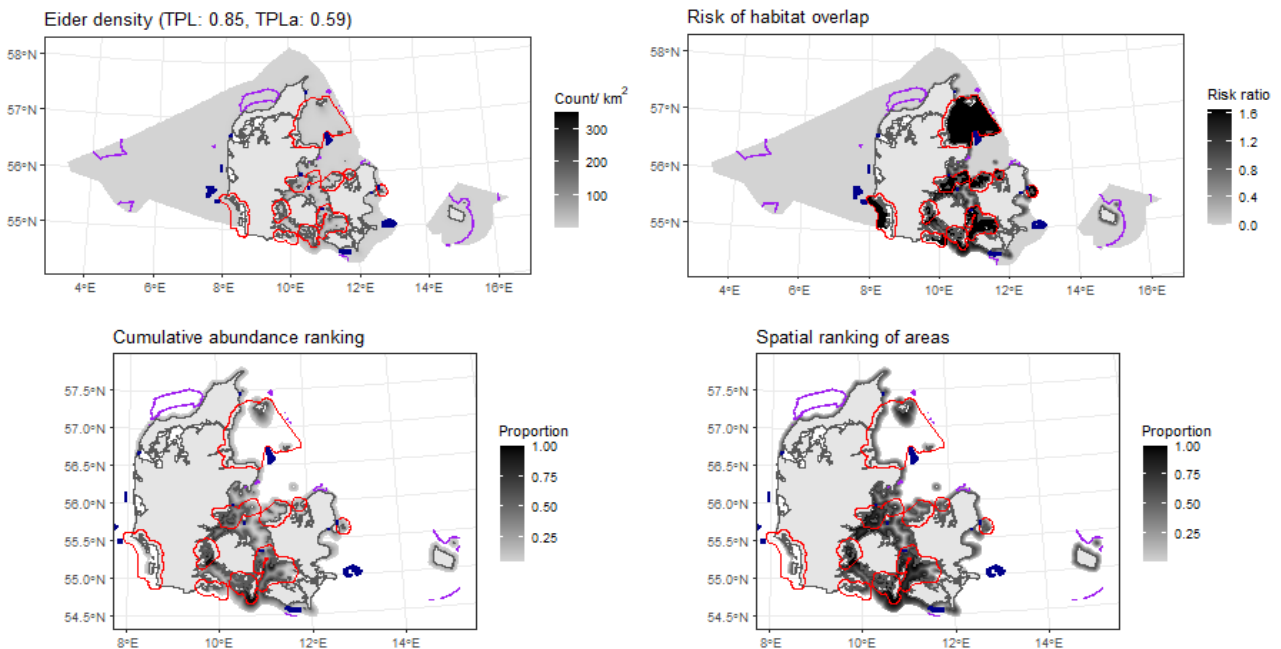 Eider density (TPL: 0.85, TPLa: 0.59)
58°N
57°N
56°N
55°N
4°E 6°E 8°E 10°E 12°E 14°E 16°E
Count/ km²
300
200
100
Risk of habitat overlap
58°N
57°N
56°N
55°N
4°E 6°E 8°E 10°E 12°E 14°E 16°E
Risk ratio
1.6
1.2
0.8
0.4
0.0
Cumulative abundance ranking
57.5°N
57.0°N
56.5°N
56.0°N
55.5°N
55.0°N
54.5°N
8°E 10°E 12°E 14°E
Proportion
1.00
0.75
0.50
0.25
Spatial ranking of areas
57.5°N
57.0°N
56.5°N
56.0°N
55.5°N
55.0°N
54.5°N
8°E 10°E 12°E 14°E
Proportion
1.00
0.75
0.50
0.25